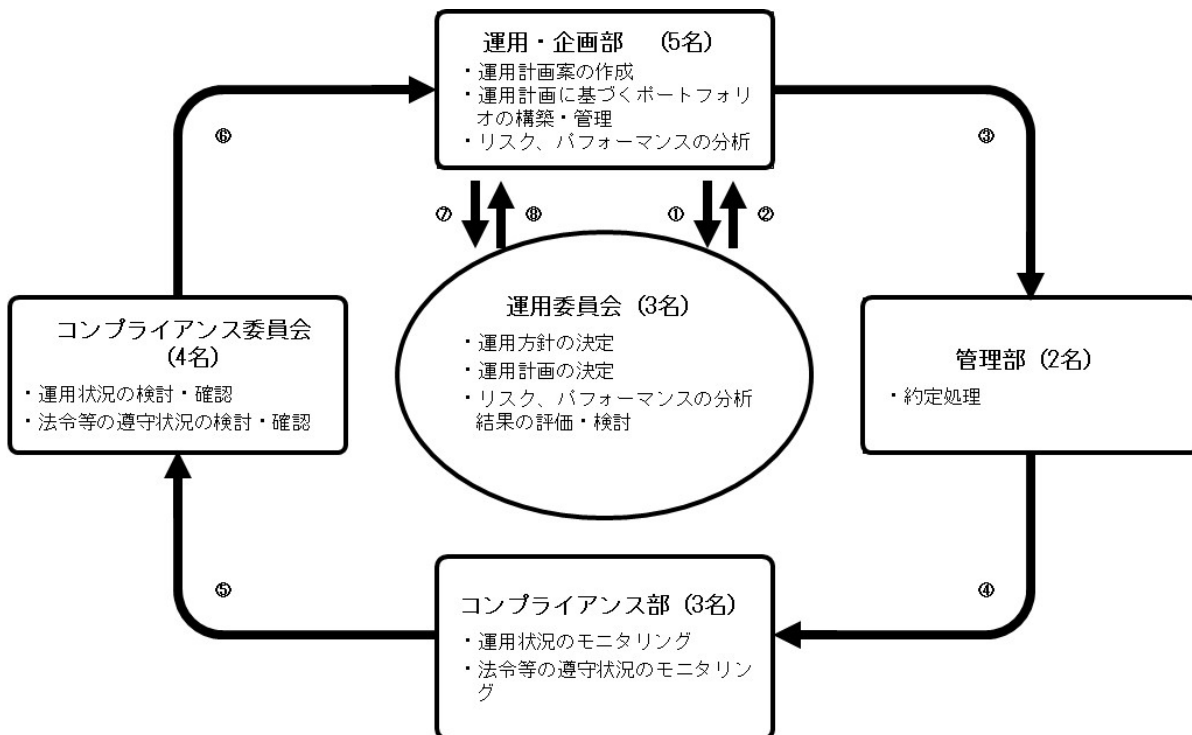 運用・企画部 (5名)
・運用計画案の作成
・運用計画に基づくポートフォリ
オの構築・管理
・リスク、パフォーマンスの分析
⑥
③
⑦
⑧
①
②
運用委員会 (3名)
・運用方針の決定
・運用計画の決定
・リスク、パフォーマンスの分析
結果の評価・検討
コンプライアンス委員会
(4名)
・運用状況の検討・確認
・法令等の遵守状況の検討・確認
管理部 (2名)
・約定処理
⑤
④
コンプライアンス部 (3名)
・運用状況のモニタリング
・法令等の遵守状況のモニタリン
グ